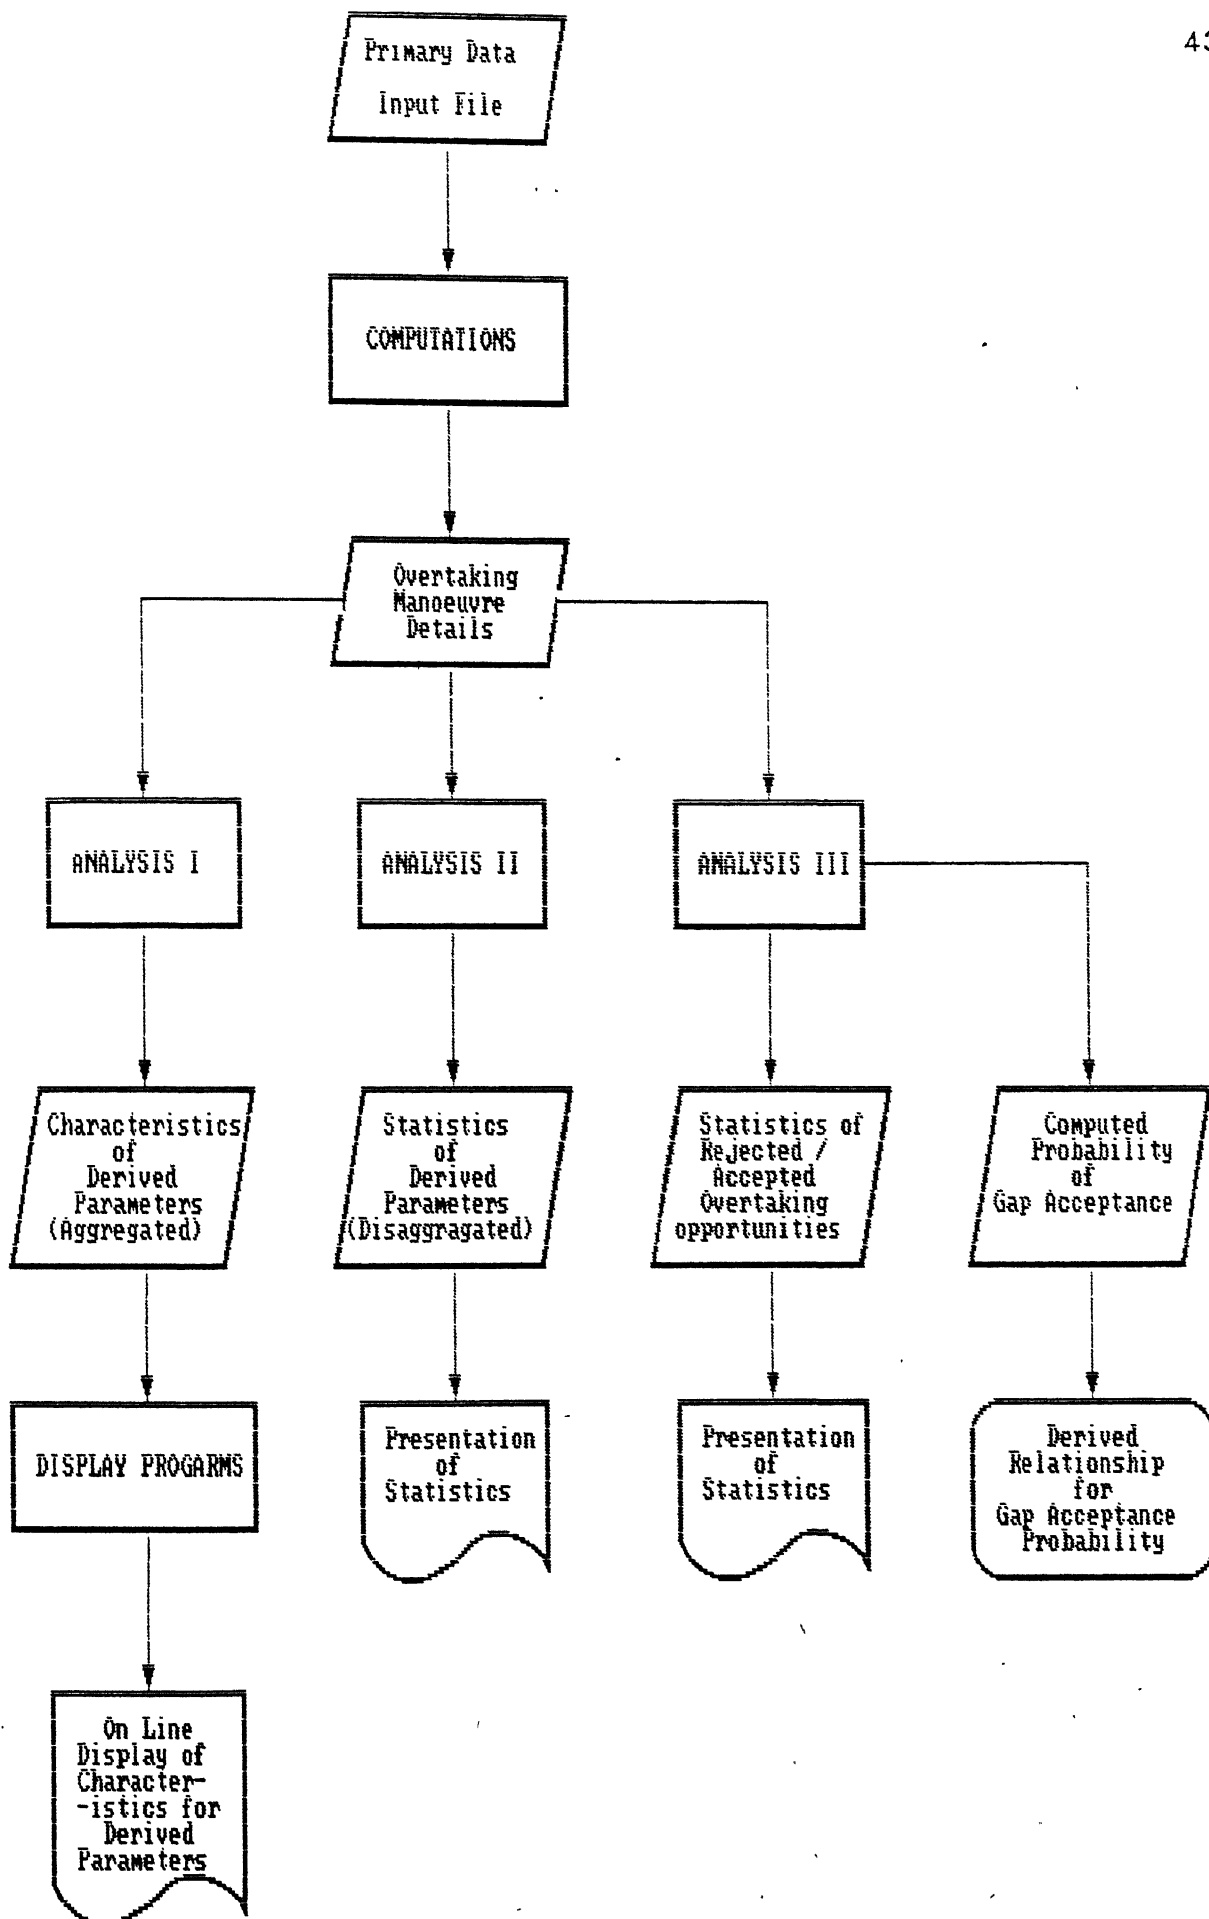 43
Primary Data
Input File
COMPUTATIONS
Overtaking
Manoeuvre
Details
ANALYSIS I
ANALYSIS II
ANALYSIS III
Characteristics
of
Derived
Parameters
(Aggregated)
Statistics
of
Derived
Parameters
(Disaggragated)
Statistics of
Rejected /
Accepted
Overtaking
opportunities
Computed
Probability
of
Gap Acceptance
DISPLAY PROGARMS
Presentation
of
Statistics
Presentation
of
Statistics
Derived
Relationship
for
Gap Acceptance
Probability
On Line
Display of
Character-
-istics for
Derived
Parameters